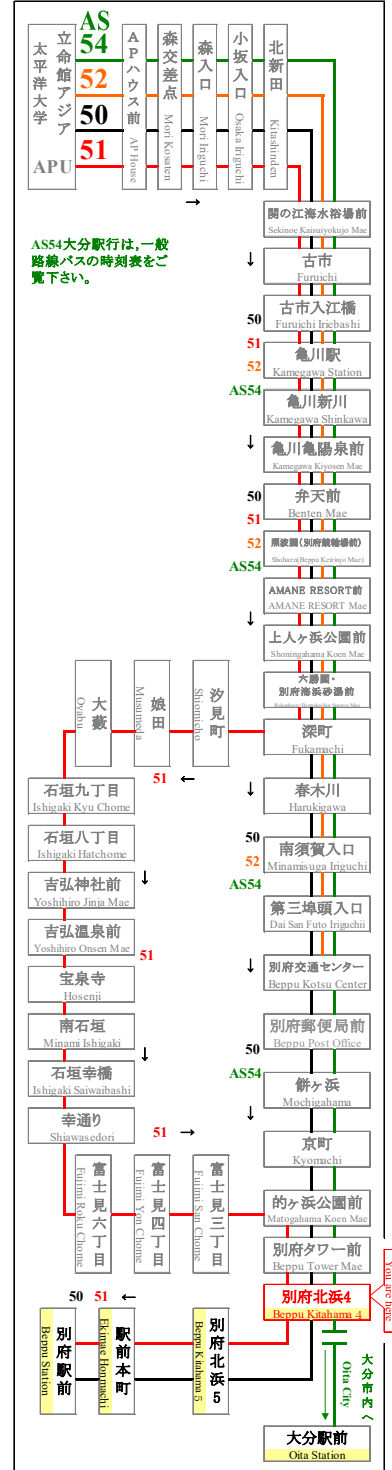 AS
54
52
50
51
立命館アジア
太平洋大学
APU
APハウス前
AP House
森交差点
Mori Kosaten
森入口
Mori Iriguchi
小坂入口
Osaka Iriguchi
北新田
Kitashinden
→
AS54大分駅行は,一般
路線バスの時刻表をご
覧下さい。
関の江海水浴場前
Sekinoe Kaisuiyokujo Mae
↓
古市
Furuichi
50
古市入江橋
Furuichi Iriebashi
51
52
亀川駅
Kamegawa Station
AS54
亀川新川
Kamegawa Shinkawa
↓
亀川亀陽泉前
Kamegawa Kiyosen Mae
50
弁天前
Benten Mae
51
52
照波園(別府競輪場前)
Shohaen(Beppu Keirinjo Mae)
AS54
AMANE RESORT前
AMANE RESORT Mae
↓
上人ヶ浜公園前
Shoningahama Koen Mae
六勝園・
別府海浜砂湯前
深町
Fukamachi
汐見町
Shiomicho
娘田
Musumeda
大藪
Oyabu
51 ←
石垣九丁目
Ishigaki Kyu Chome
石垣八丁目
Ishigaki Hatchome
吉弘神社前
Yoshihiro Jinja Mae
↓
吉弘温泉前
Yoshihiro Onsen Mae
51
宝泉寺
Hosenji
南石垣
Minami Ishigaki
↓
石垣幸橋
Ishigaki Saiwaibashi
幸通り
Shiawasedori
51 →
富士見六丁目
Fujimi Roku Chome
富士見四丁目
Fujimi Yon Chome
富士見三丁目
Fujimi San Chome
↓
春木川
Harukigawa
50
52
南須賀入口
Minamisuga Iriguchi
AS54
第三埠頭入口
Dai San Futo Iriguchii
↓
別府交通センター
Beppu Kotsu Center
別府郵便局前
Beppu Post Office
50
AS54
餅ヶ浜
Mochigahama
↓
京町
Kyomachi
的ヶ浜公園前
Matogahama Koen Mae
別府タワー前
Beppu Tower Mae
別府北浜4
Beppu Kitahama 4
You are here
50 51 ←
別府北浜5
Beppu Kitahama 5
駅前本町
Ekimae Honmachi
別府駅前
Beppu Station
大分市内へ
Oita City
大分駅前
Oita Station